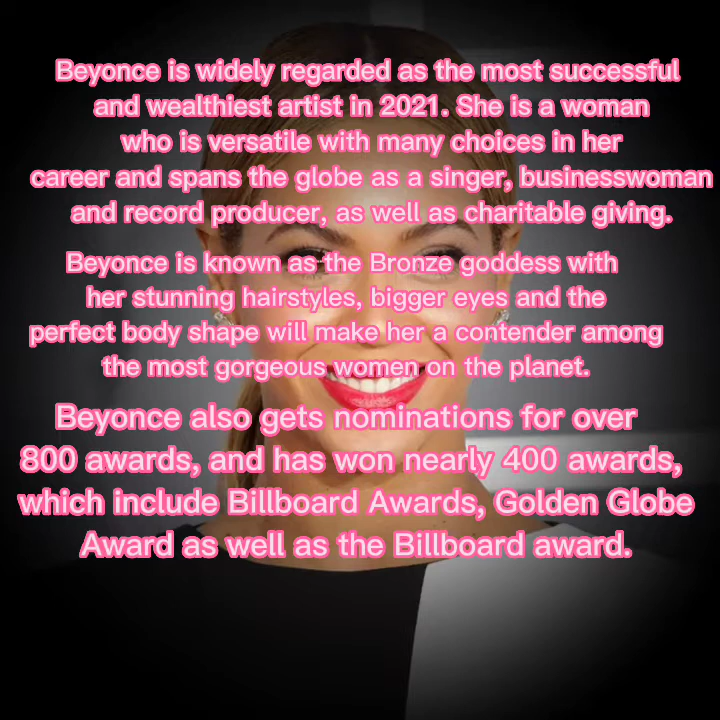 Beyonce is widely regarded as the most successful
and wealthiest artist in 2021. She is a woman
who is versatile with many choices in her
career and spans the globe as a singer, businesswoman
and record producer, as well as charitable giving.
Beyonce is known as the Bronze goddess with
her stunning hairstyles, bigger eyes and the
perfect body shape will make her a contender among
the most gorgeous women on the planet.
Beyonce also gets nominations for over
800 awards, and has won nearly 400 awards,
which include Billboard Awards, Golden Globe
Award as well as the Billboard award.